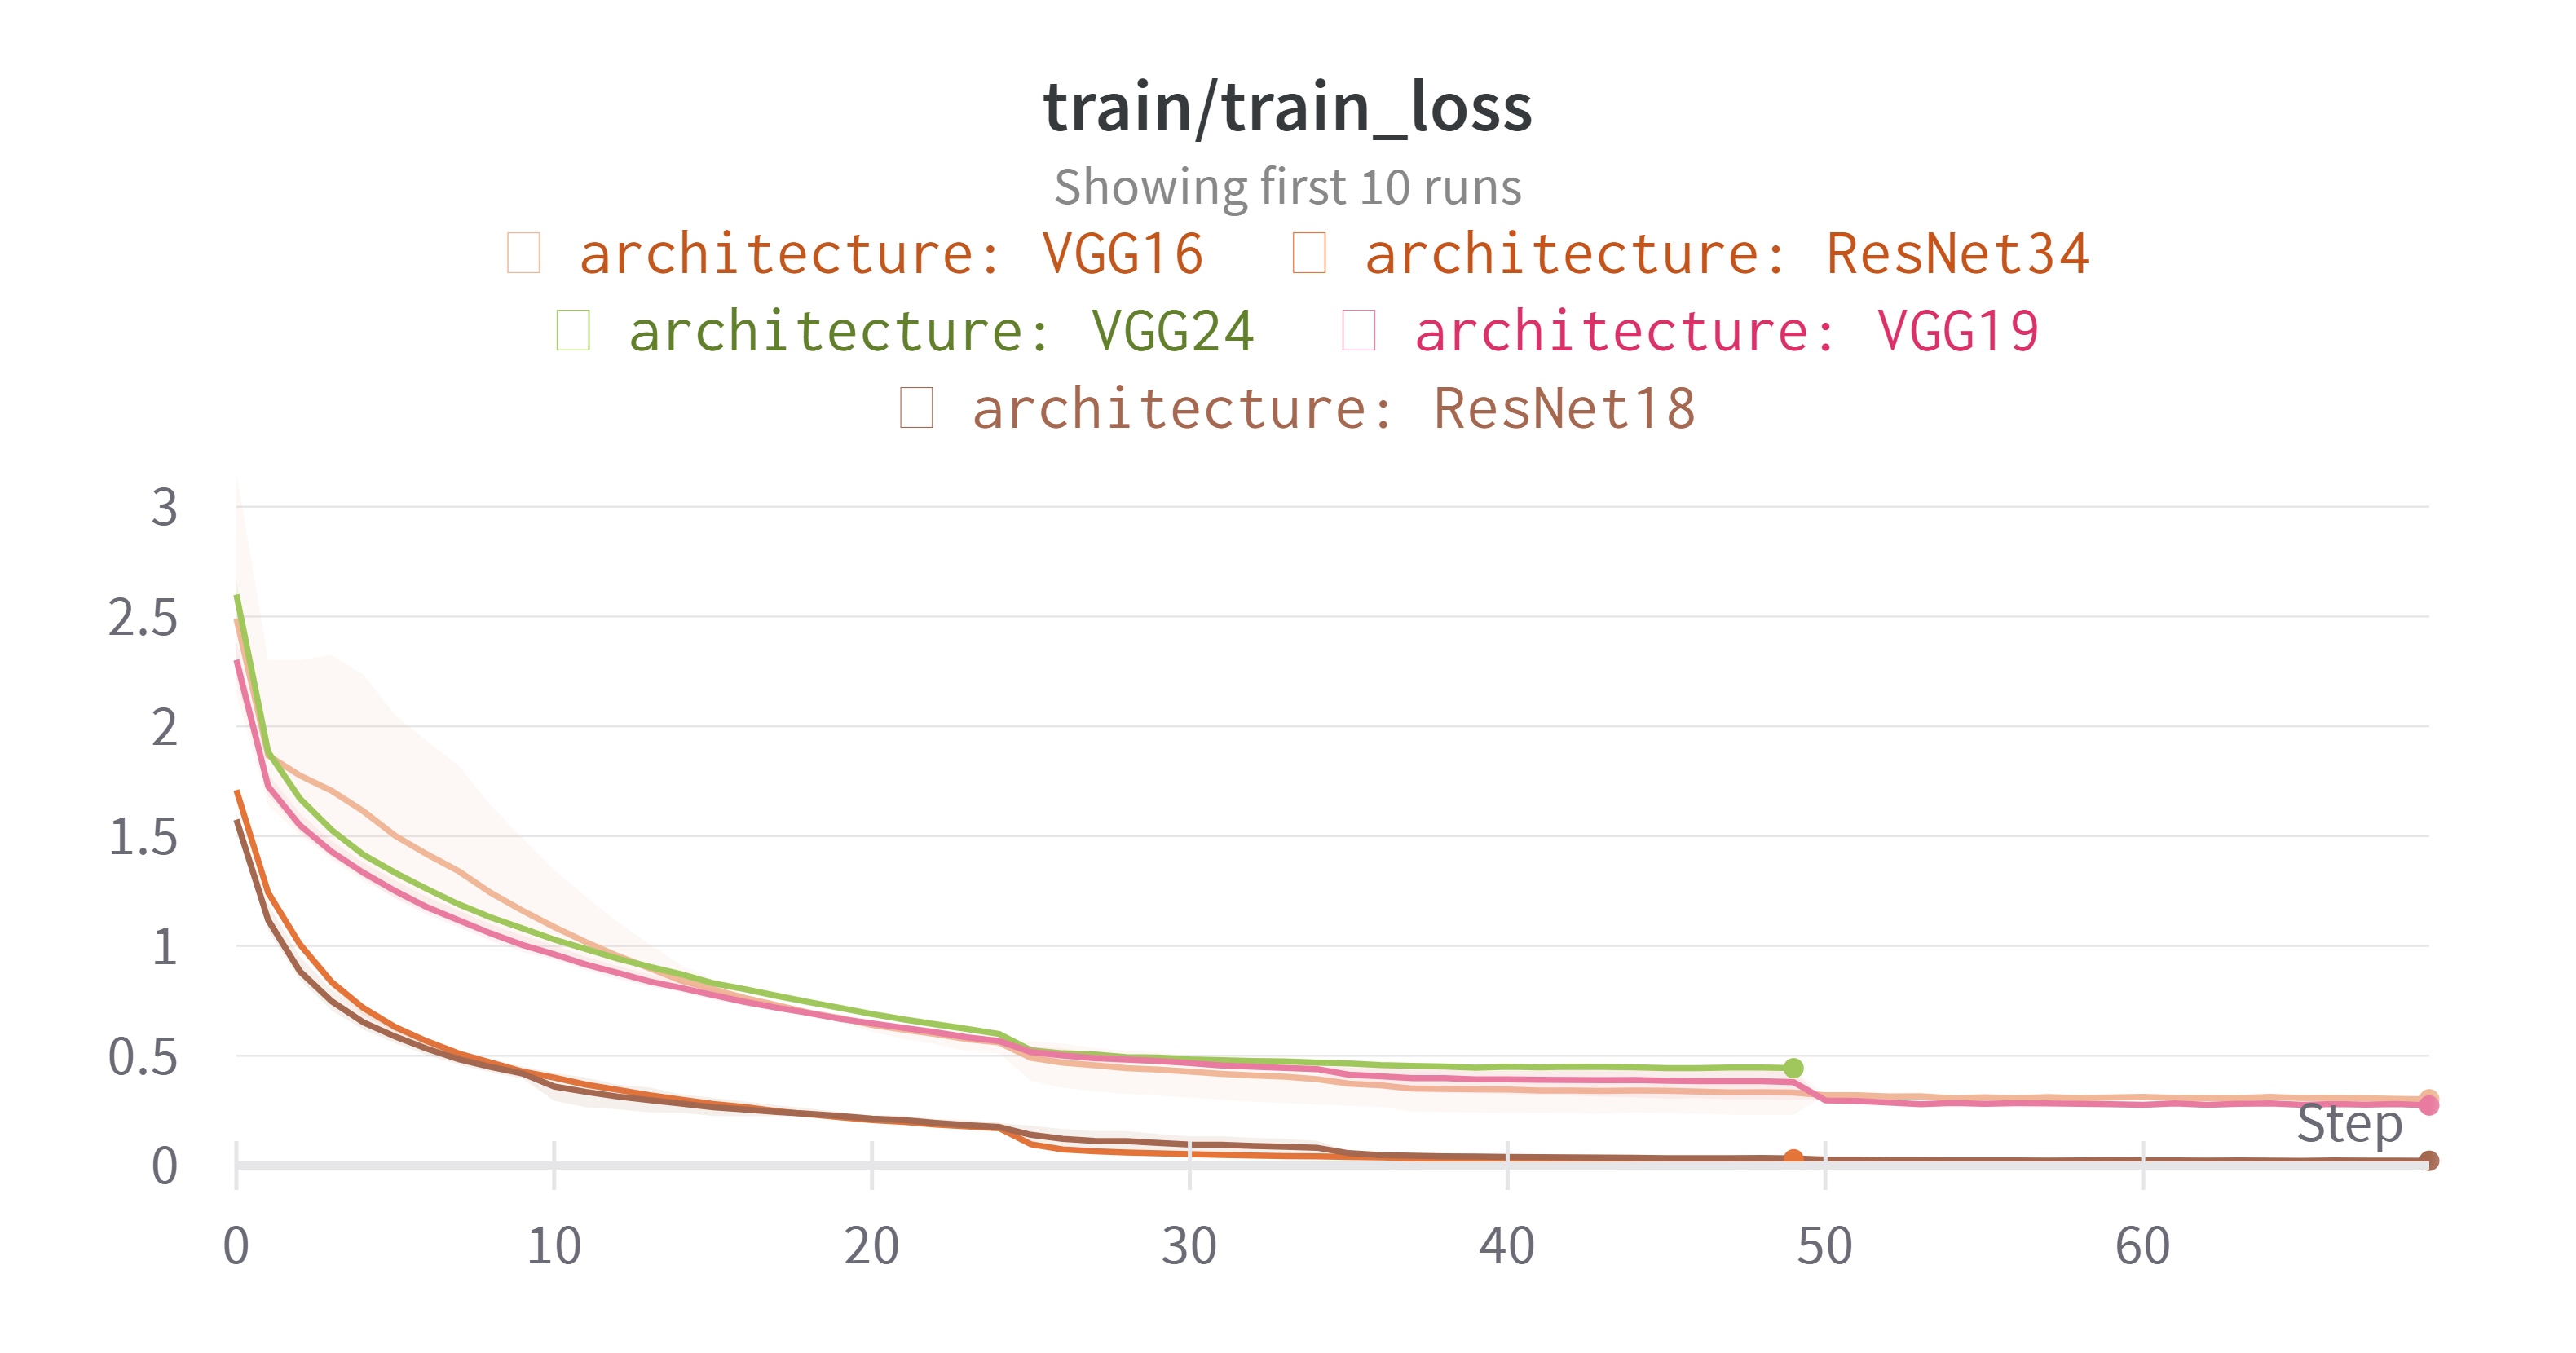 train/train_loss
Showing first 10 runs
architecture: VGG16 architecture: ResNet34
architecture: VGG24 architecture: VGG19
architecture: ResNet18
3
2.5
2
1.5
1
0.5
0
Step
0 10 20 30 40 50 60